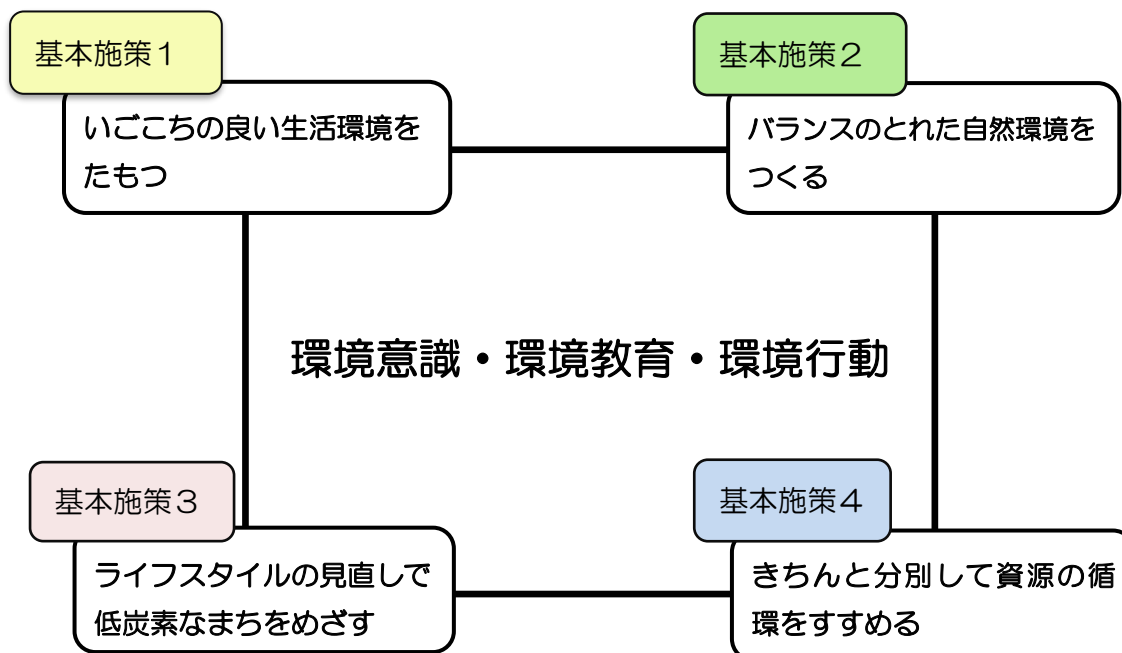 基本施策１
いごこちの良い生活環境を
たもつ
基本施策２
バランスのとれた自然環境を
つくる
環境意識・環境教育・環境行動
基本施策３
ライフスタイルの見直しで
低炭素なまちをめざす
基本施策４
きちんと分別して資源の循
環をすすめる